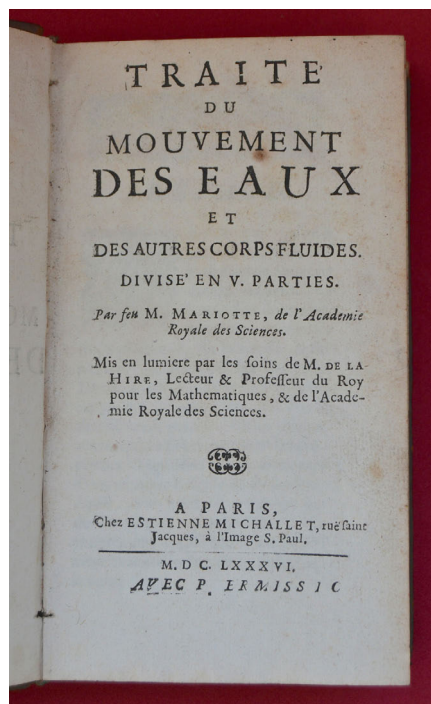 TRAITE'
DU
MOUVEMENT
DES EAUX
ET
DES AUTRES CORPS FLUIDES.
DIVISE' EN V. PARTIES.
Par feu M. MARIOTTE, de l'Academie
Royale des Sciences.
Mis en lumiere par les soins de M. DE LA
HIRE, Lecteur & Professeur du Roy
pour les Mathematiques, & de l'Acade-
mie Royale des Sciences.
A PARIS,
Chez ESTIENNE MICHALLET, ruë saint
Jacques, à l'Image S. Paul.
M. DC. LXXXVI.
AVEC P ERMISSIO